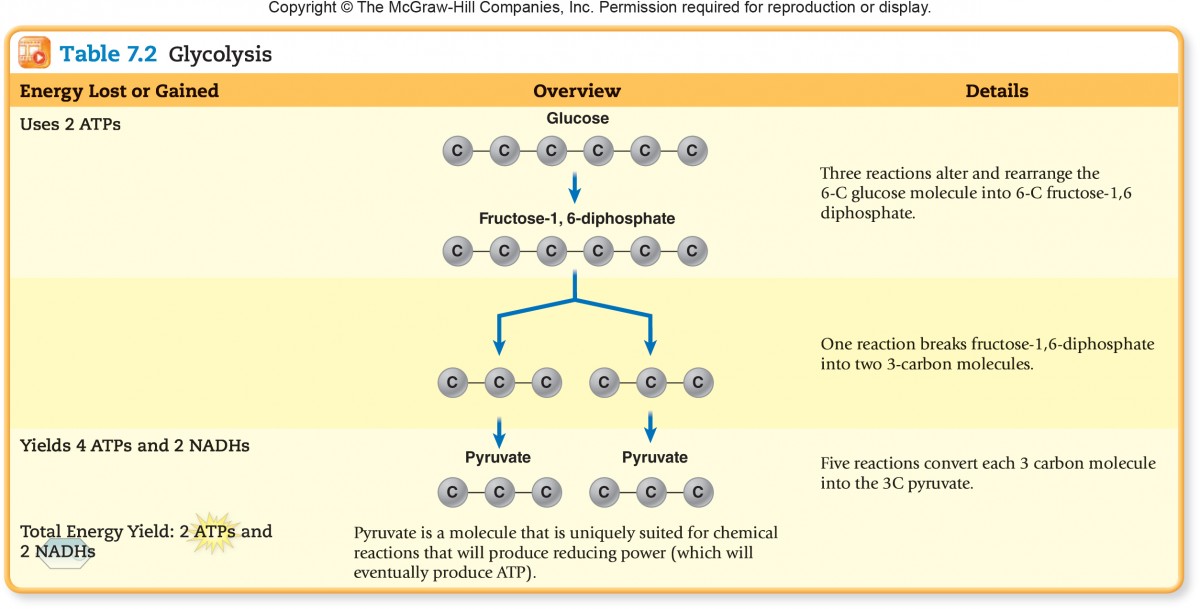 Copyright © The McGraw-Hill Companies, Inc. Permission required for reproduction or display.
Table 7.2 Glycolysis
Energy Lost or Gained
Overview
Details
Uses 2 ATPs
Glucose
C C C C C C
Three reactions alter and rearrange the
6-C glucose molecule into 6-C fructose-1,6
diphosphate.
Fructose-1, 6-diphosphate
C C C C C C
One reaction breaks fructose-1,6-diphosphate
into two 3-carbon molecules.
C C C C C C
Yields 4 ATPs and 2 NADHs
Pyruvate Pyruvate
C C C C C C
Five reactions convert each 3 carbon molecule
into the 3C pyruvate.
Total Energy Yield: 2 ATPs and
2 NADHs
Pyruvate is a molecule that is uniquely suited for chemical
reactions that will produce reducing power (which will
eventually produce ATP).